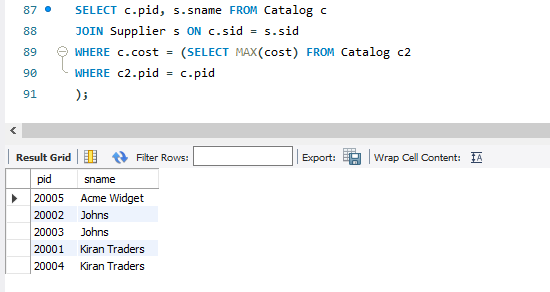 87 SELECT c.pid, s.sname FROM Catalog c
88 JOIN Supplier s ON c.sid = s.sid
89 WHERE c.cost = (SELECT MAX(cost) FROM Catalog c2
90 WHERE c2.pid = c.pid
91 );
Result Grid Filter Rows: Export: Wrap Cell Content: IA
pid sname
20005 Acme Widget
20002 Johns
20003 Johns
20001 Kiran Traders
20004 Kiran Traders